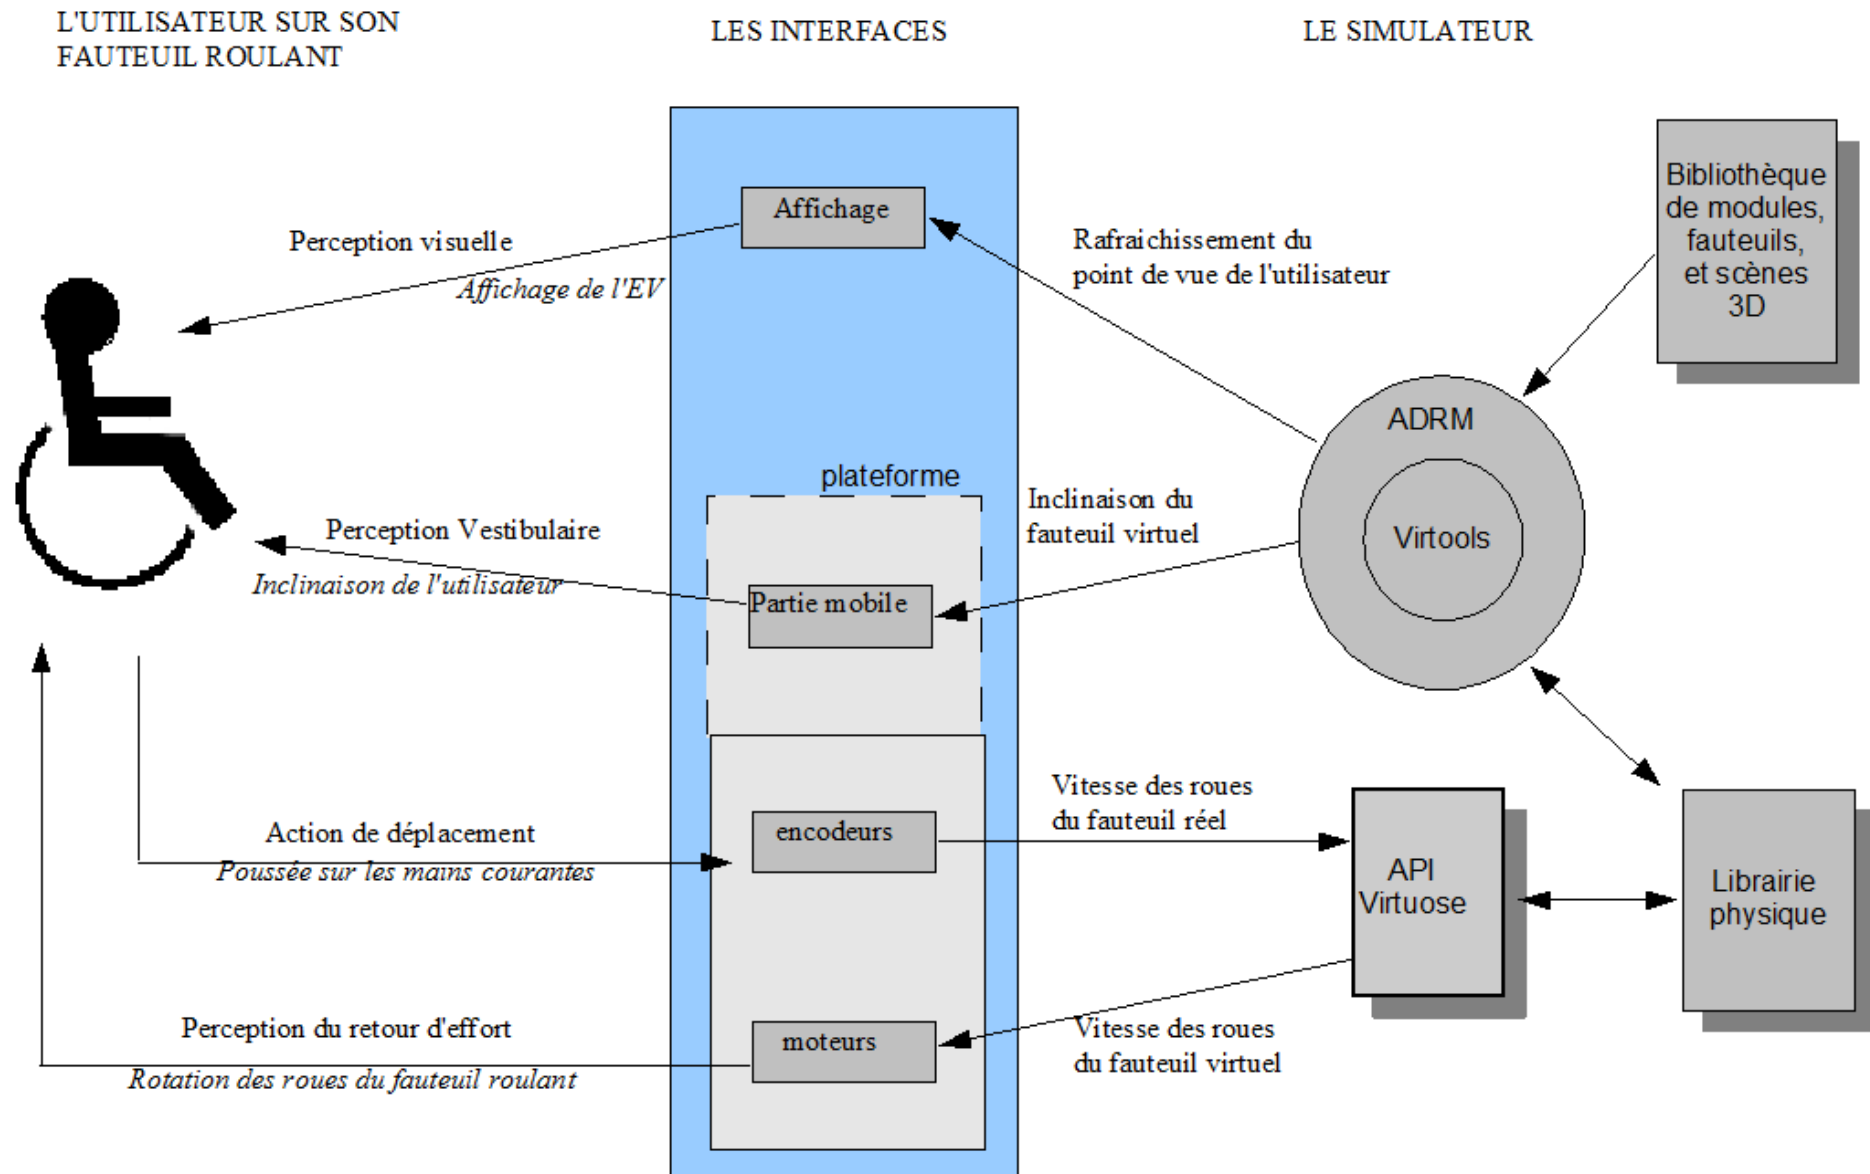 L'UTILISATEUR SUR SON
FAUTEUIL ROULANT
LES INTERFACES
LE SIMULATEUR
Bibliothèque
de modules,
fauteuils,
et scènes
3D
Affichage
Perception visuelle
Affichage de l'EV
Rafraichissement du
point de vue de l'utilisateur
ADRM
Virtools
plateforme
Inclinaison du
fauteuil virtuel
Perception Vestibulaire
Inclinaison de l'utilisateur
Partie mobile
Vitesse des roues
du fauteuil réel
encodeurs
Action de déplacement
Poussée sur les mains courantes
API
Virtuose
Librairie
physique
Perception du retour d'effort
Rotation des roues du fauteuil roulant
moteurs
Vitesse des roues
du fauteuil virtuel